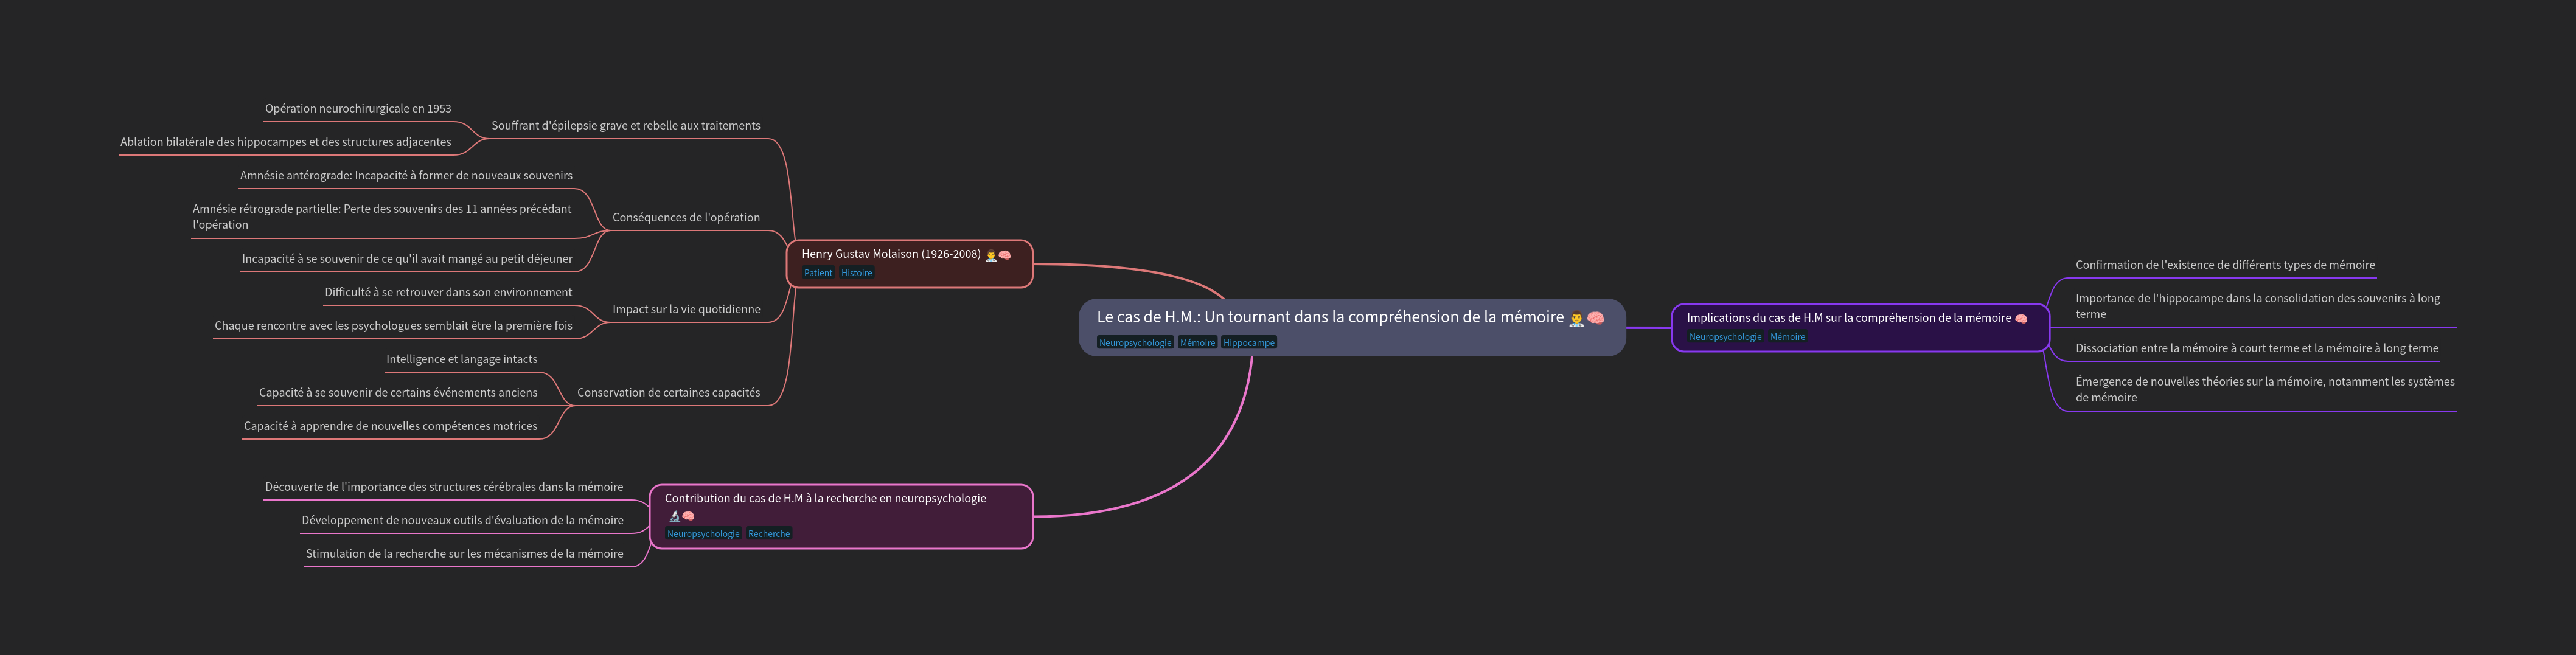 Le cas de H.M.: Un tournant dans la compréhension de la mémoire 👨‍⚕️🧠
Neuropsychologie Mémoire Hippocampe
Henry Gustav Molaison (1926-2008) 👨‍⚕️🧠
Patient Histoire
Souffrant d'épilepsie grave et rebelle aux traitements
Opération neurochirurgicale en 1953
Ablation bilatérale des hippocampes et des structures adjacentes
Conséquences de l'opération
Amnésie antérograde: Incapacité à former de nouveaux souvenirs
Amnésie rétrograde partielle: Perte des souvenirs des 11 années précédant
l'opération
Incapacité à se souvenir de ce qu'il avait mangé au petit déjeuner
Impact sur la vie quotidienne
Difficulté à se retrouver dans son environnement
Chaque rencontre avec les psychologues semblait être la première fois
Conservation de certaines capacités
Intelligence et langage intacts
Capacité à se souvenir de certains événements anciens
Capacité à apprendre de nouvelles compétences motrices
Contribution du cas de H.M à la recherche en neuropsychologie
🔬🧠
Neuropsychologie Recherche
Découverte de l'importance des structures cérébrales dans la mémoire
Développement de nouveaux outils d'évaluation de la mémoire
Stimulation de la recherche sur les mécanismes de la mémoire
Implications du cas de H.M sur la compréhension de la mémoire 🧠
Neuropsychologie Mémoire
Confirmation de l'existence de différents types de mémoire
Importance de l'hippocampe dans la consolidation des souvenirs à long
terme
Dissociation entre la mémoire à court terme et la mémoire à long terme
Émergence de nouvelles théories sur la mémoire, notamment les systèmes
de mémoire